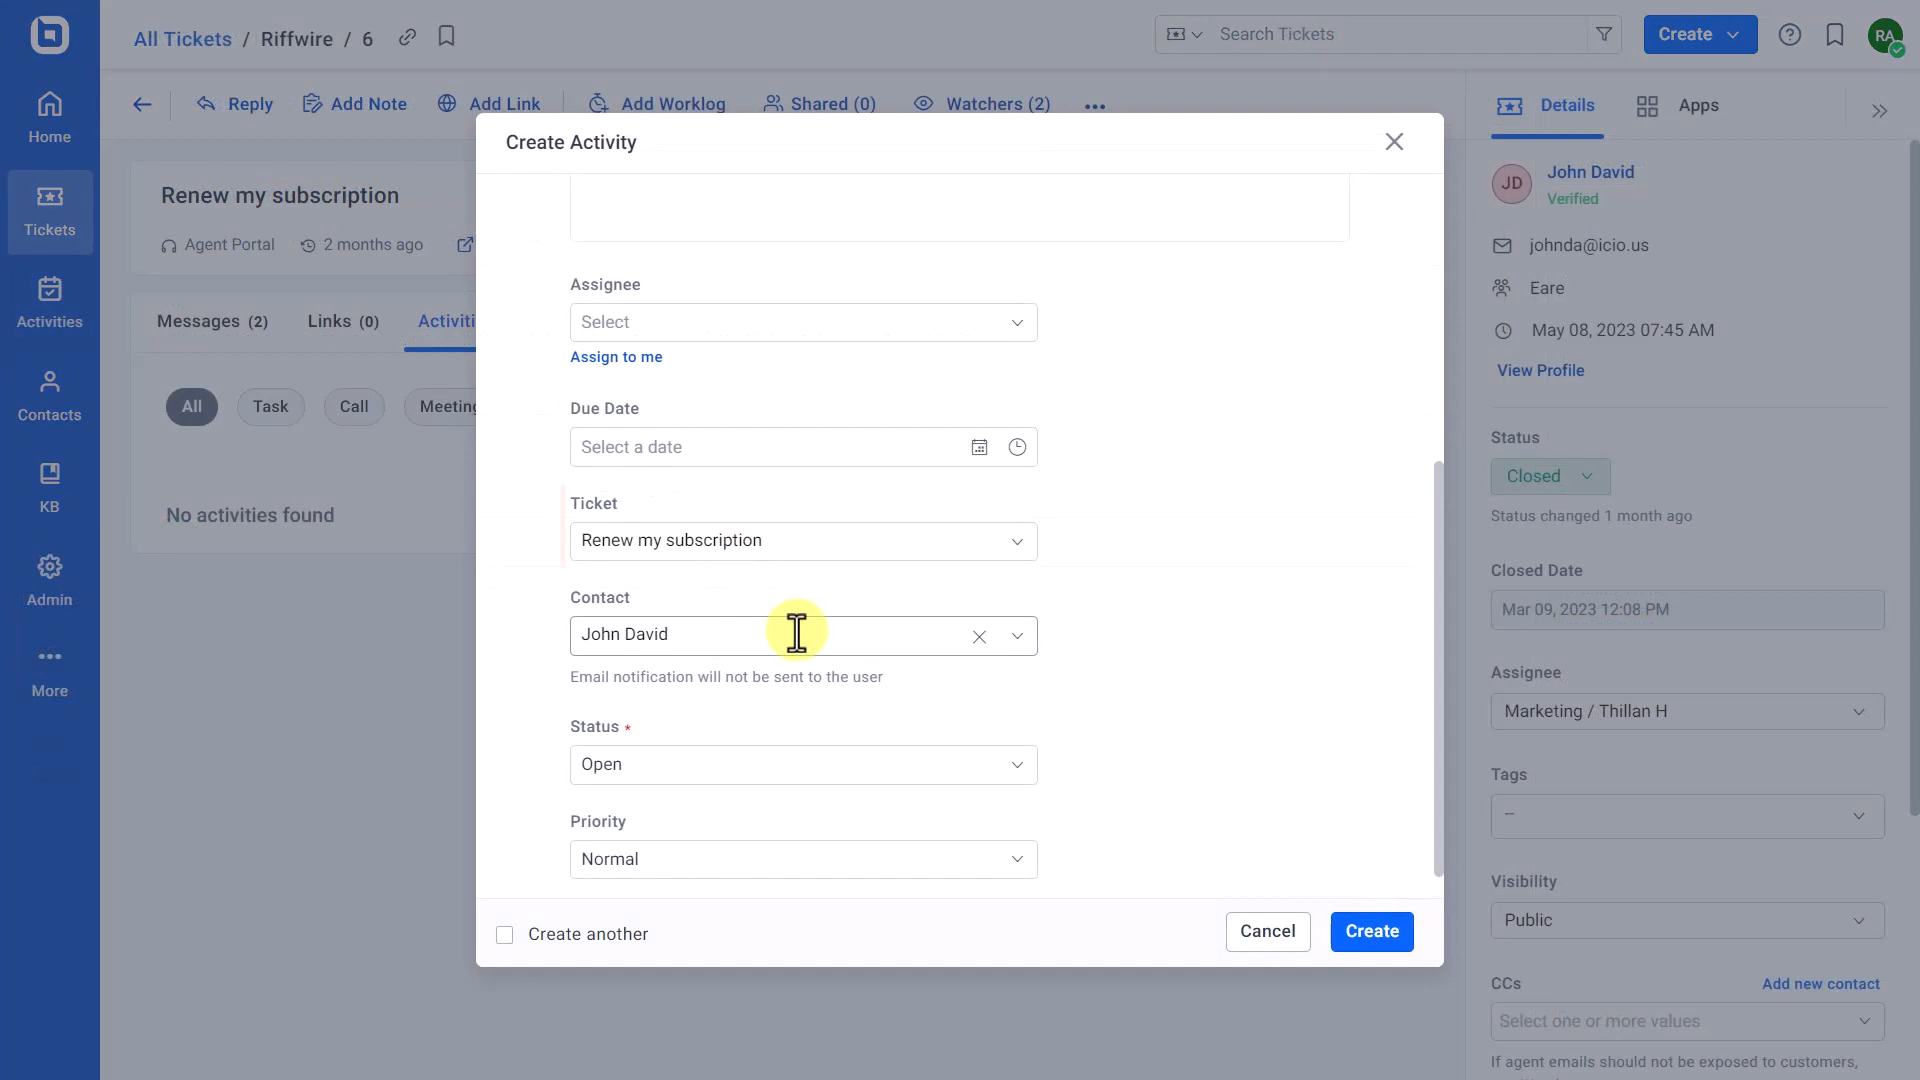 All Tickets / Riffwire / 6
Search Tickets
Create
RA
Home
Tickets
Activities
Contacts
KB
Admin
More
Reply
Add Note
Add Link
Add Worklog
Shared (0)
Watchers (2)
Renew my subscription
Agent Portal
2 months ago
Messages (2)
Links (0)
Activiti
All
Task
Call
Meeting
No activities found
Create Activity
Assignee
Select
Assign to me
Due Date
Select a date
Ticket
Renew my subscription
Contact
John David
Email notification will not be sent to the user
Status *
Open
Priority
Normal
Create another
Cancel
Create
Details
Apps
JD
John David
Verified
johnda@icio.us
Eare
May 08, 2023 07:45 AM
View Profile
Status
Closed
Status changed 1 month ago
Closed Date
Mar 09, 2023 12:08 PM
Assignee
Marketing / Thillan H
Tags
--
Visibility
Public
CCs
Add new contact
Select one or more values
If agent emails should not be exposed to customers,